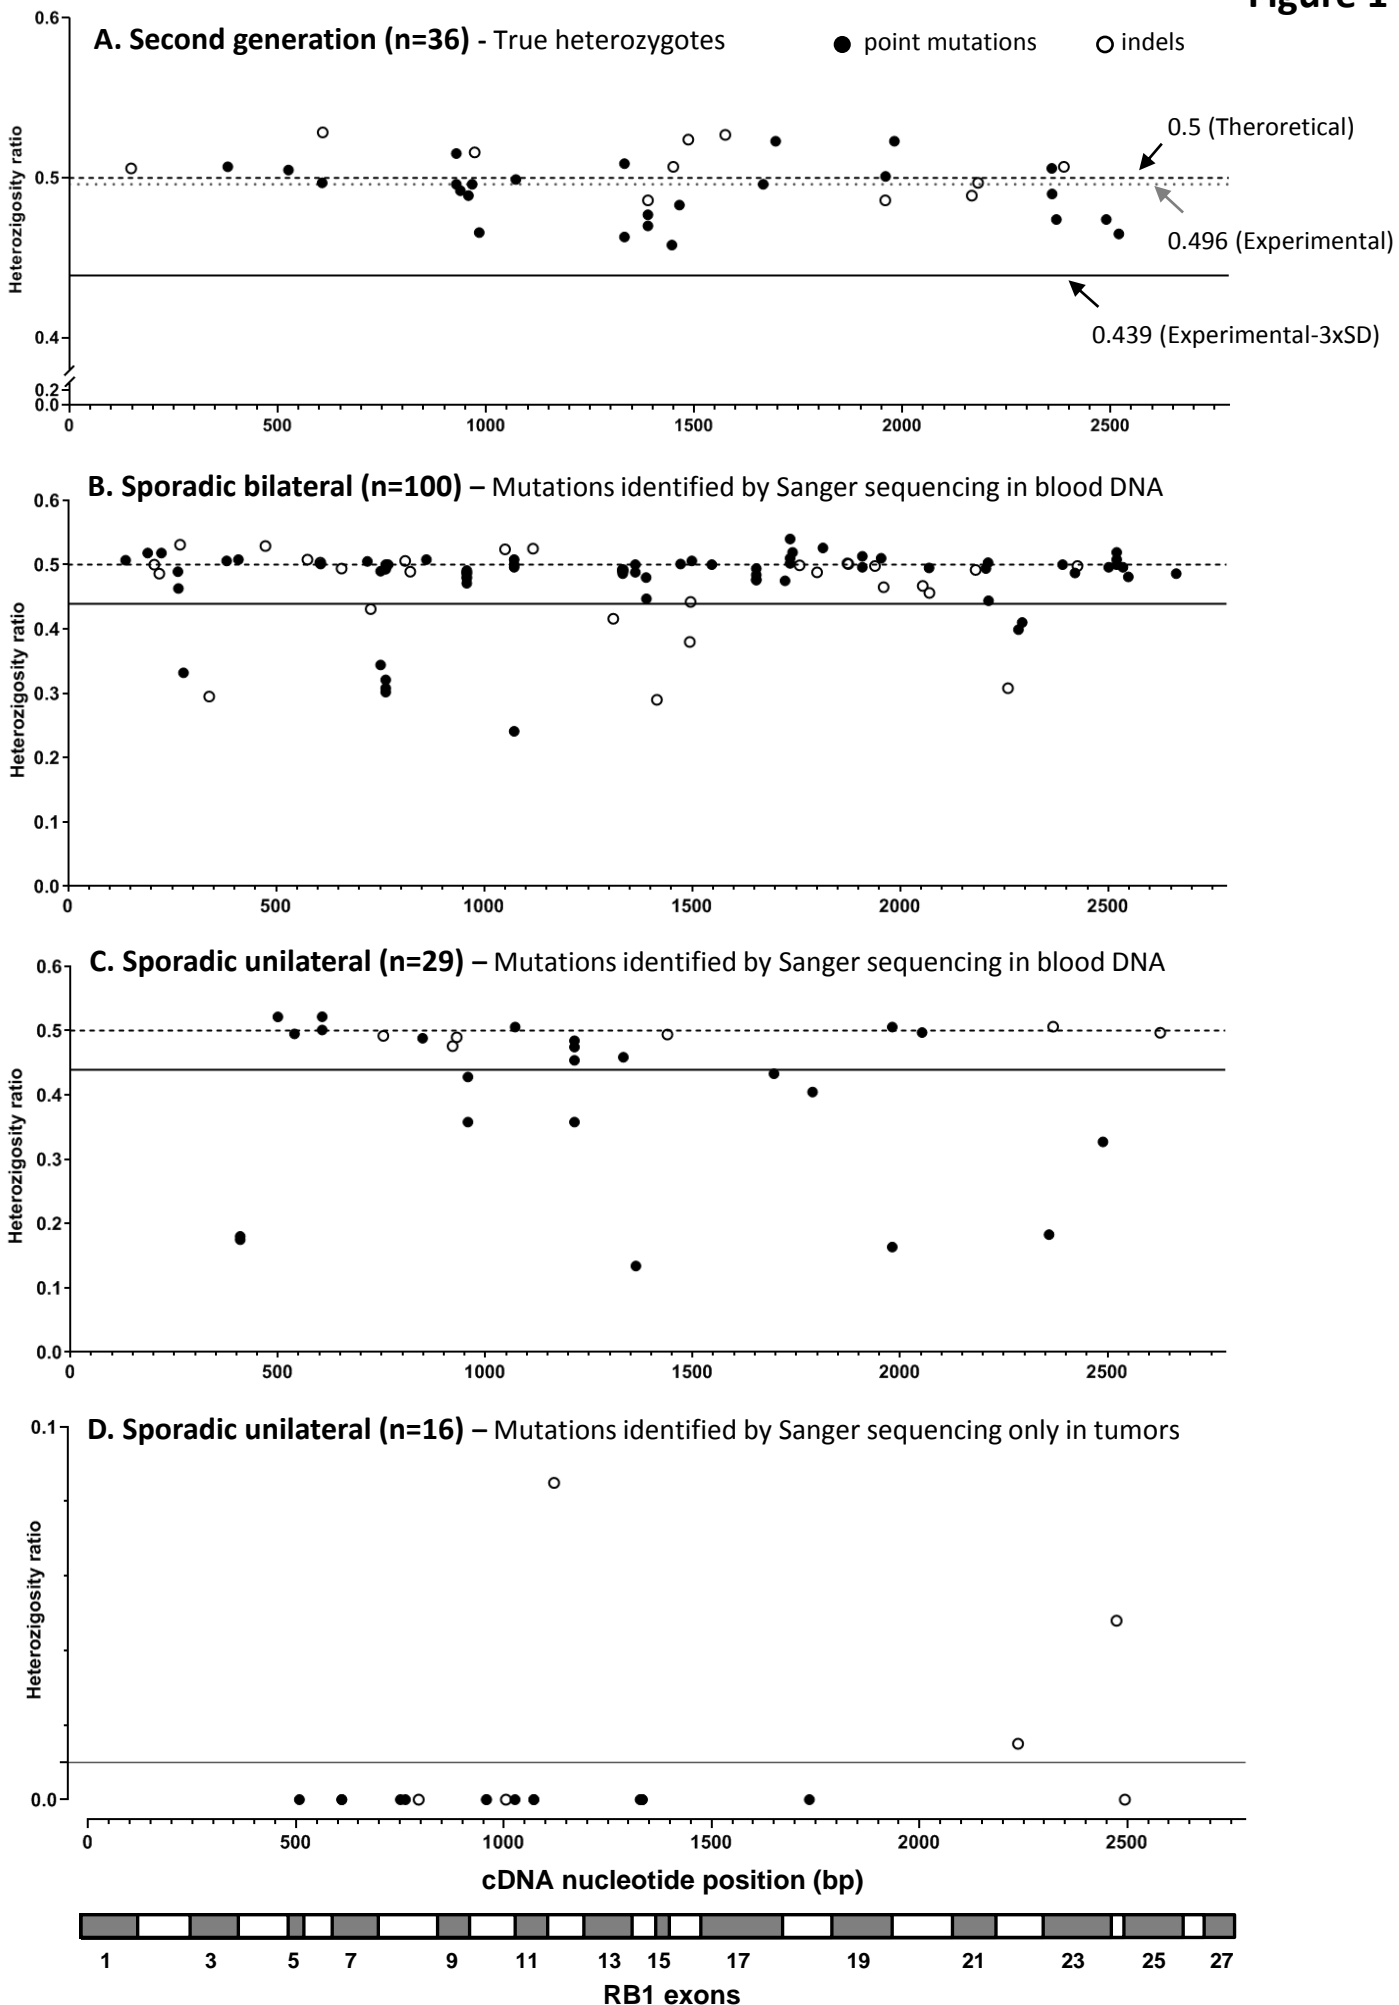 Figure 1
A. Second generation (n=36) - True heterozygotes
point mutations
indels
Heterozigosity ratio
0.6
0.5
0.4
0.2
0.0
0.5 (Theroretical)
0.496 (Experimental)
0.439 (Experimental-3xSD)
0 500 1000 1500 2000 2500
B. Sporadic bilateral (n=100) – Mutations identified by Sanger sequencing in blood DNA
Heterozigosity ratio
0.6
0.5
0.4
0.3
0.2
0.1
0.0
0 500 1000 1500 2000 2500
C. Sporadic unilateral (n=29) – Mutations identified by Sanger sequencing in blood DNA
Heterozigosity ratio
0.6
0.5
0.4
0.3
0.2
0.1
0.0
0 500 1000 1500 2000 2500
D. Sporadic unilateral (n=16) – Mutations identified by Sanger sequencing only in tumors
Heterozigosity ratio
0.1
0.0
0 500 1000 1500 2000 2500
cDNA nucleotide position (bp)
1 3 5 7 9 11 13 15 17 19 21 23 25 27
RB1 exons